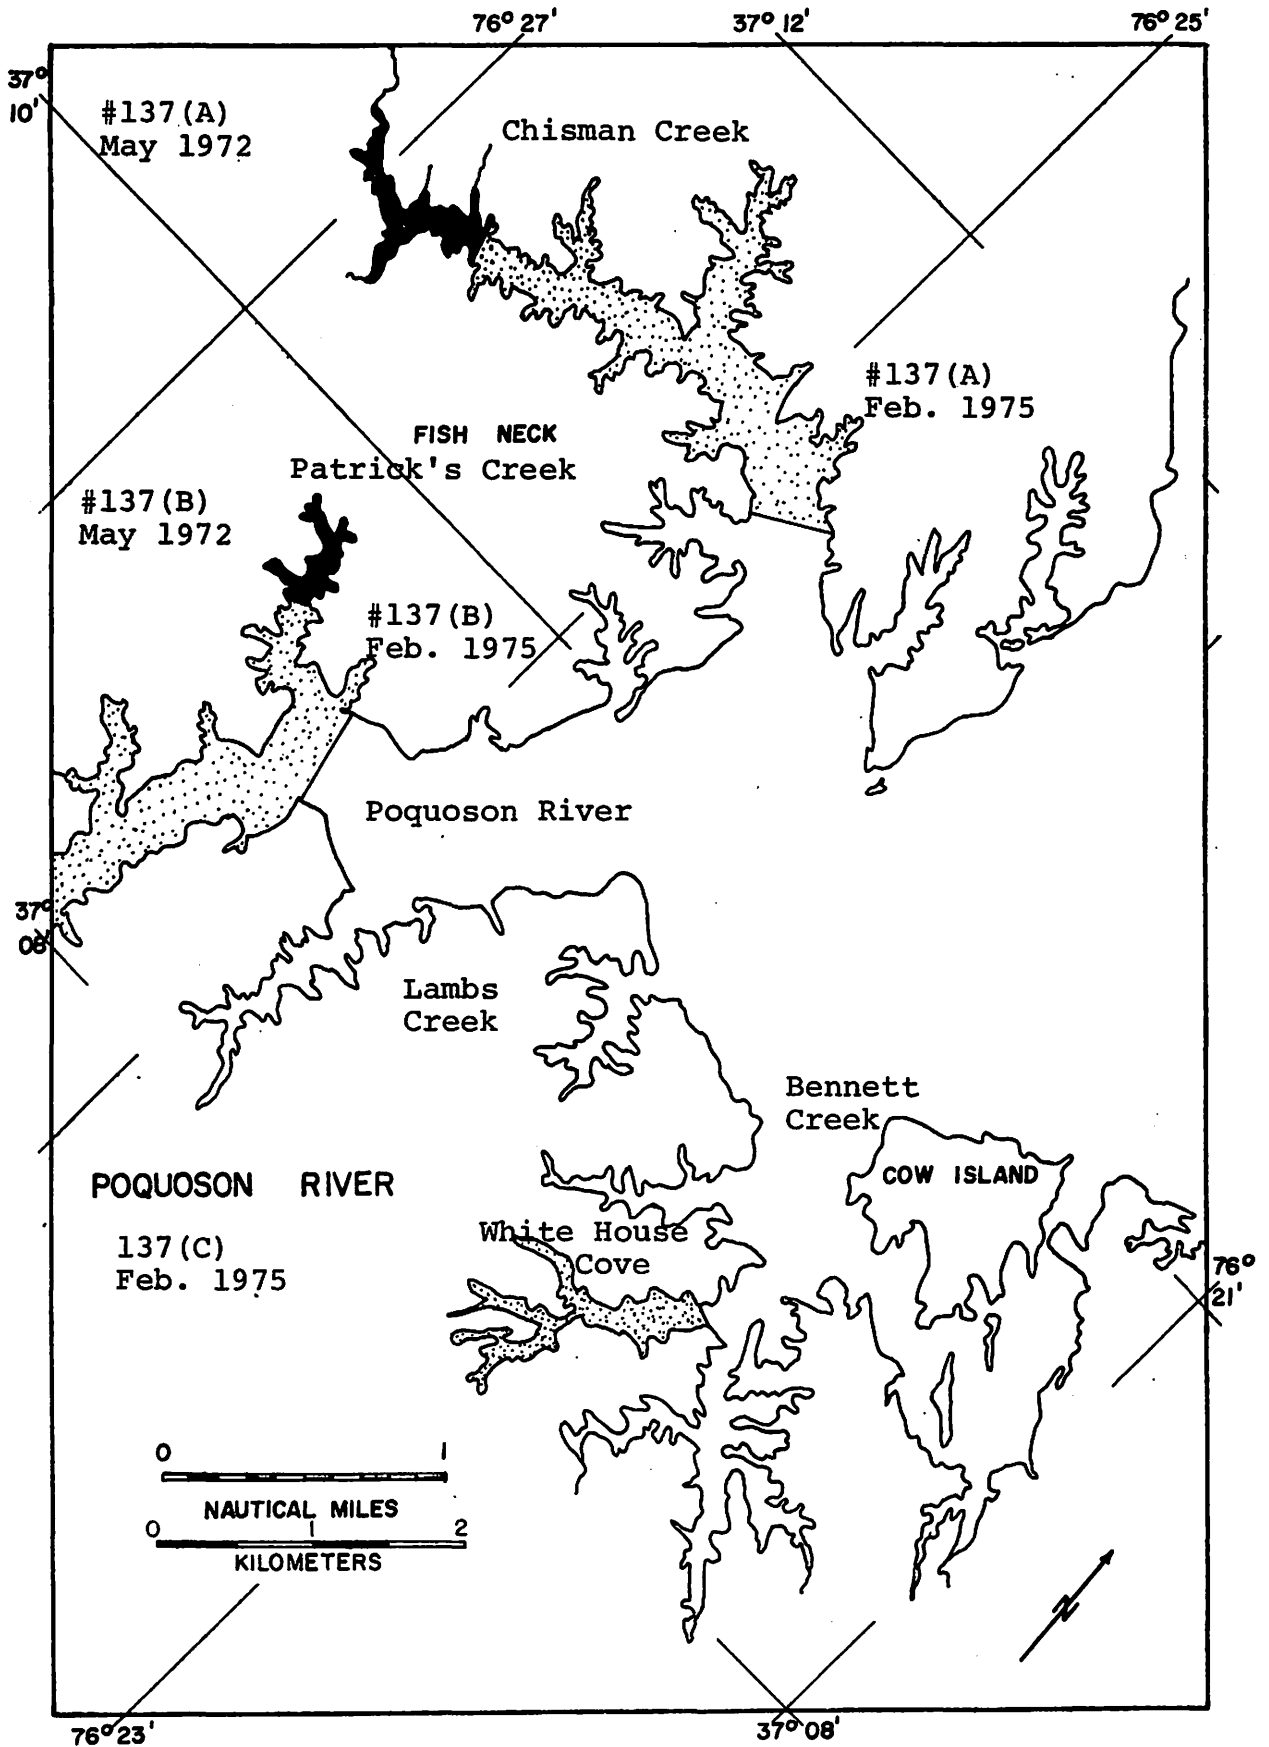 76° 27'
37° 12'
76° 25'
37°
10'
#137(A)
May 1972
Chisman Creek
#137(A)
Feb. 1975
FISH NECK
Patrick's Creek
#137(B)
May 1972
#137(B)
Feb. 1975
Poquoson River
37°
08'
Lambs
Creek
Bennett
Creek
COW ISLAND
POQUOSON RIVER
White House
Cove
137(C)
Feb. 1975
76°
21'
0 1
NAUTICAL MILES
0 1 2
KILOMETERS
N
76° 23'
37° 08'